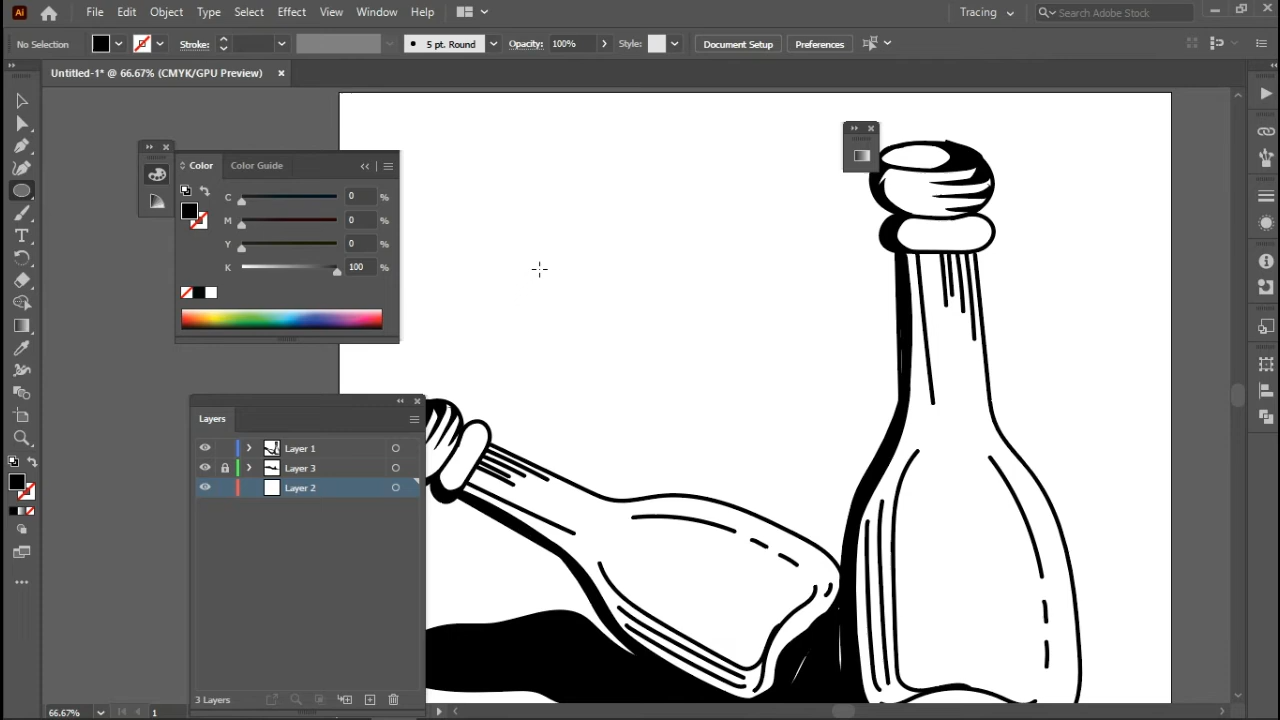 Ai File Edit Object Type Select Effect View Window Help Tracing Search Adobe Stock
No Selection Stroke: 5 pt. Round Opacity: 100% Style: Document Setup Preferences
Untitled-1* @ 66.67% (CMYK/GPU Preview)
Color Color Guide
C 0 %
M 0 %
Y 0 %
K 100 %
Layers
Layer 1
Layer 3
Layer 2
3 Layers
66.67% 1